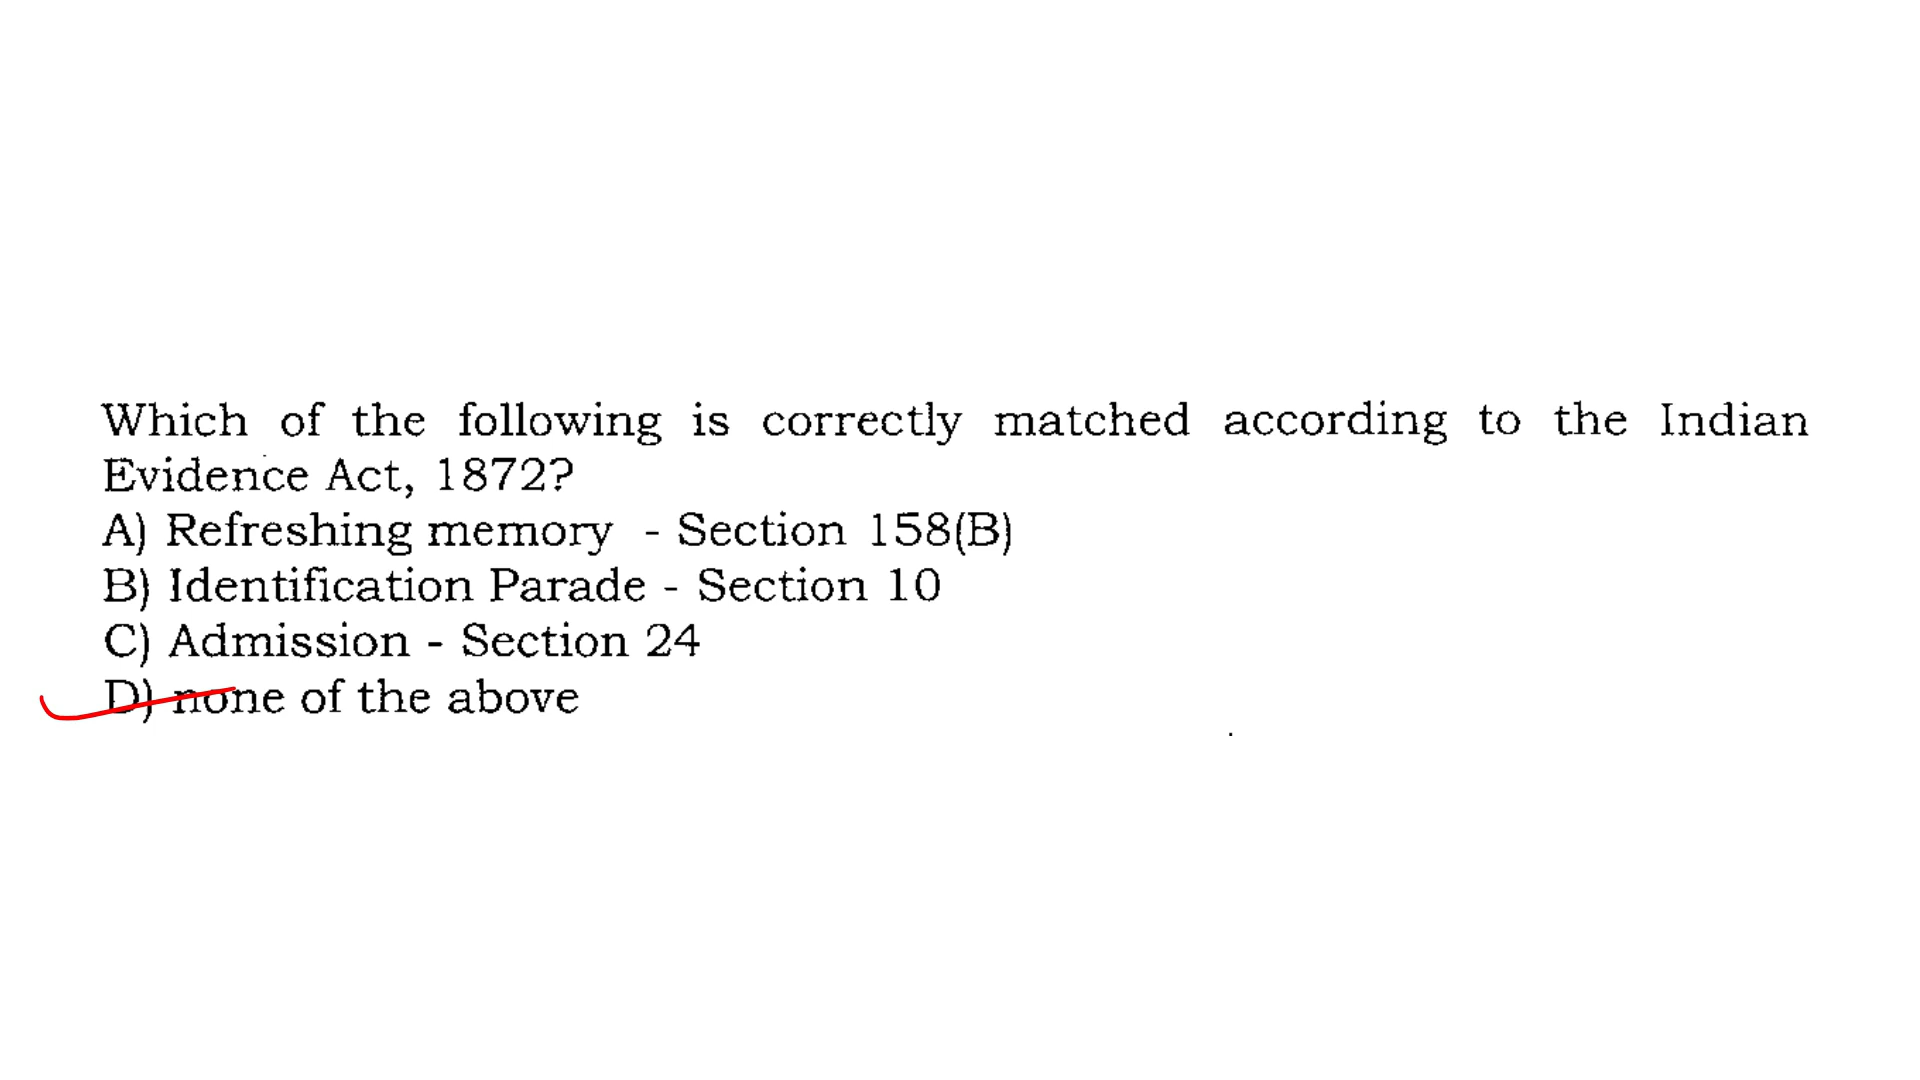 Which of the following is correctly matched according to the Indian
Evidence Act, 1872?
A) Refreshing memory - Section 158(B)
B) Identification Parade - Section 10
C) Admission - Section 24
D) none of the above